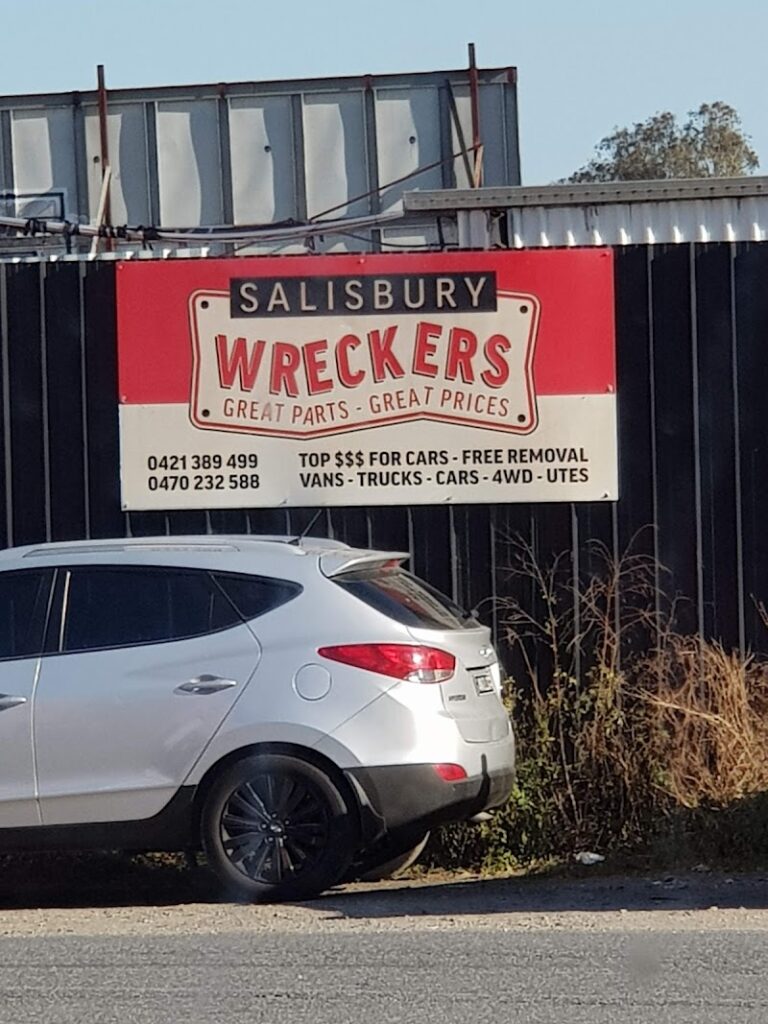 SALISBURY
WRECKERS
GREAT PARTS - GREAT PRICES
0421 389 499
0470 232 588
TOP $$$ FOR CARS - FREE REMOVAL
VANS - TRUCKS - CARS - 4WD - UTES
HYUNDAI